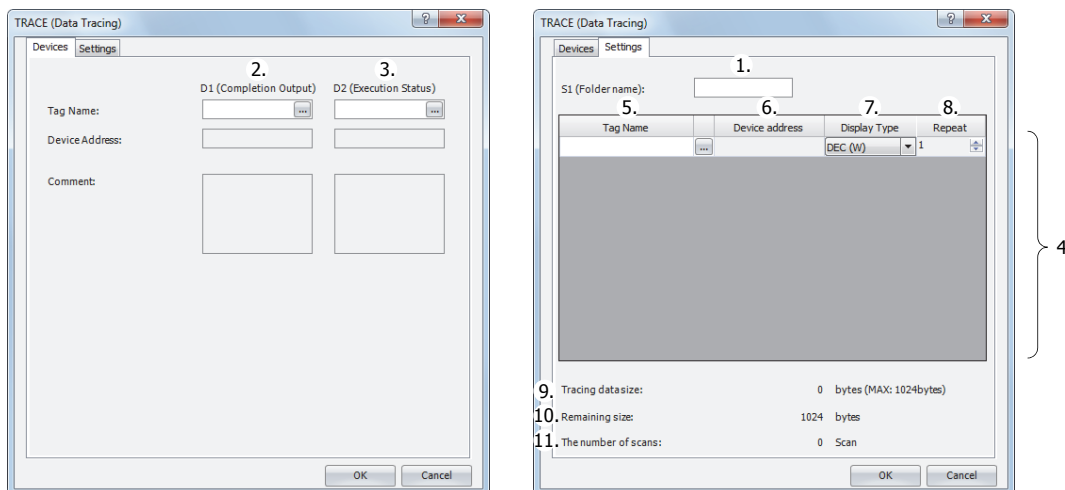 TRACE (Data Tracing)
Devices Settings
2. 3.
D1 (Completion Output) D2 (Execution Status)
Tag Name: ... ...
Device Address:
Comment:
OK Cancel
TRACE (Data Tracing)
Devices Settings
1.
S1 (Folder name):
5. 6. 7. 8.
Tag Name Device address Display Type Repeat
... DEC (W) 1
4
9. Tracing data size: 0 bytes (MAX: 1024bytes)
10. Remaining size: 1024 bytes
11. The number of scans: 0 Scan
OK Cancel